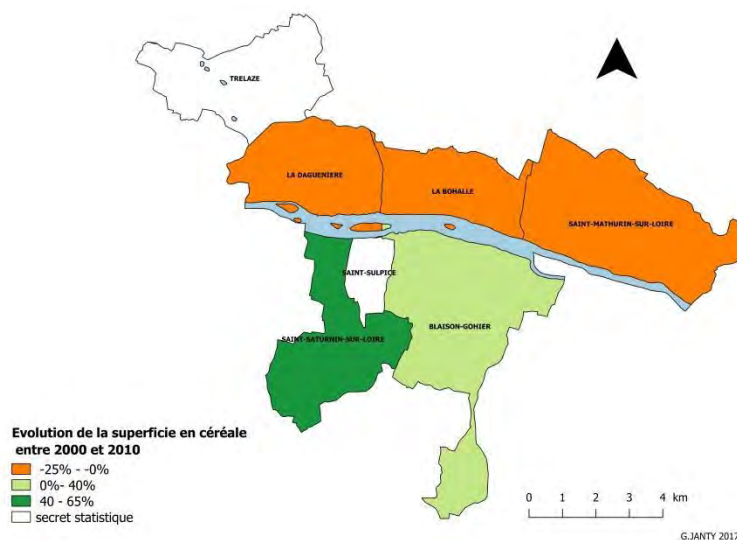 TRELAZE
LA DAGUENIERE
LA BOHALLE
SAINT-MATHURIN-SUR-LOIRE
SAINT-SULPICE
BLAISON-GOHIER
SAINT-SATURNIN-SUR-LOIRE
Evolution de la superficie en céréale
entre 2000 et 2010
-25% - -0%
0%- 40%
40 - 65%
secret statistique
0 1 2 3 4 km
G.JANTY 2017